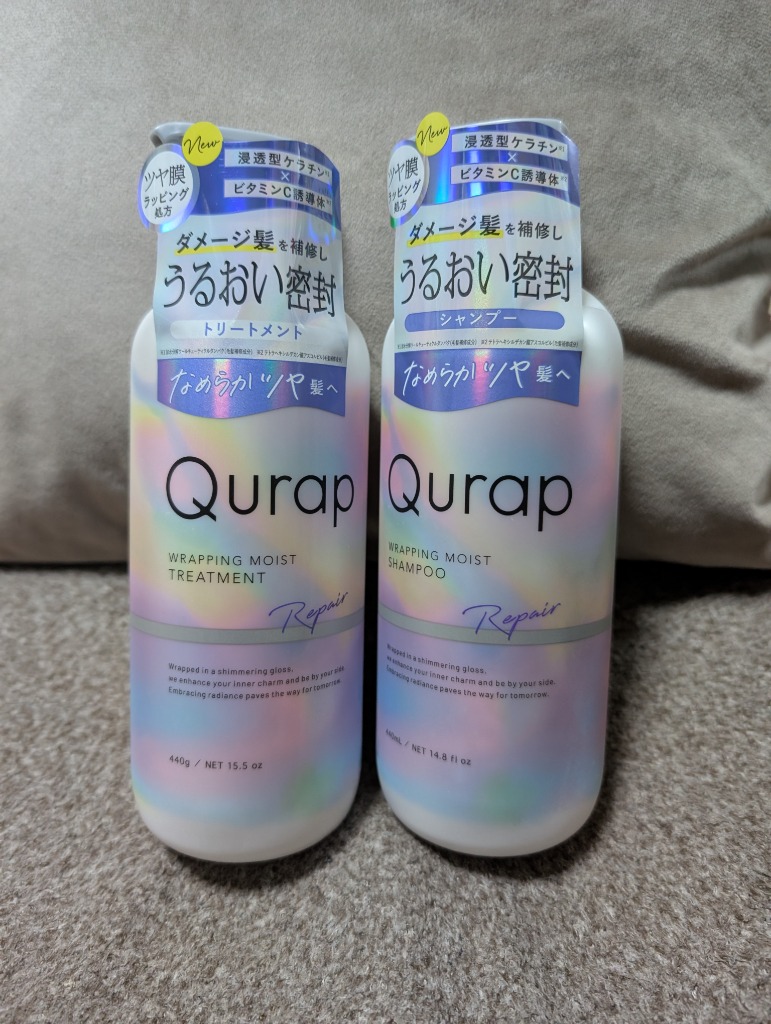 New
ツヤ膜
ラッピング
処方
浸透型ケラチン※1
×
ビタミンC誘導体※2
ダメージ髪を補修し
うるおい密封
トリートメント
なめらかツヤ髪へ
Qurap
WRAPPING MOIST
TREATMENT
Repair
Wrapped in a shimmering gloss,
we enhance your inner charm and be by your side.
Embracing radiance paves the way for tomorrow.
440g / NET 15.5 oz
New
ツヤ膜
ラッピング
処方
浸透型ケラチン※1
×
ビタミンC誘導体※2
ダメージ髪を補修し
うるおい密封
シャンプー
なめらかツヤ髪へ
Qurap
WRAPPING MOIST
SHAMPOO
Repair
Wrapped in a shimmering gloss,
we enhance your inner charm and be by your side.
Embracing radiance paves the way for tomorrow.
440mL / NET 14.8 fl oz